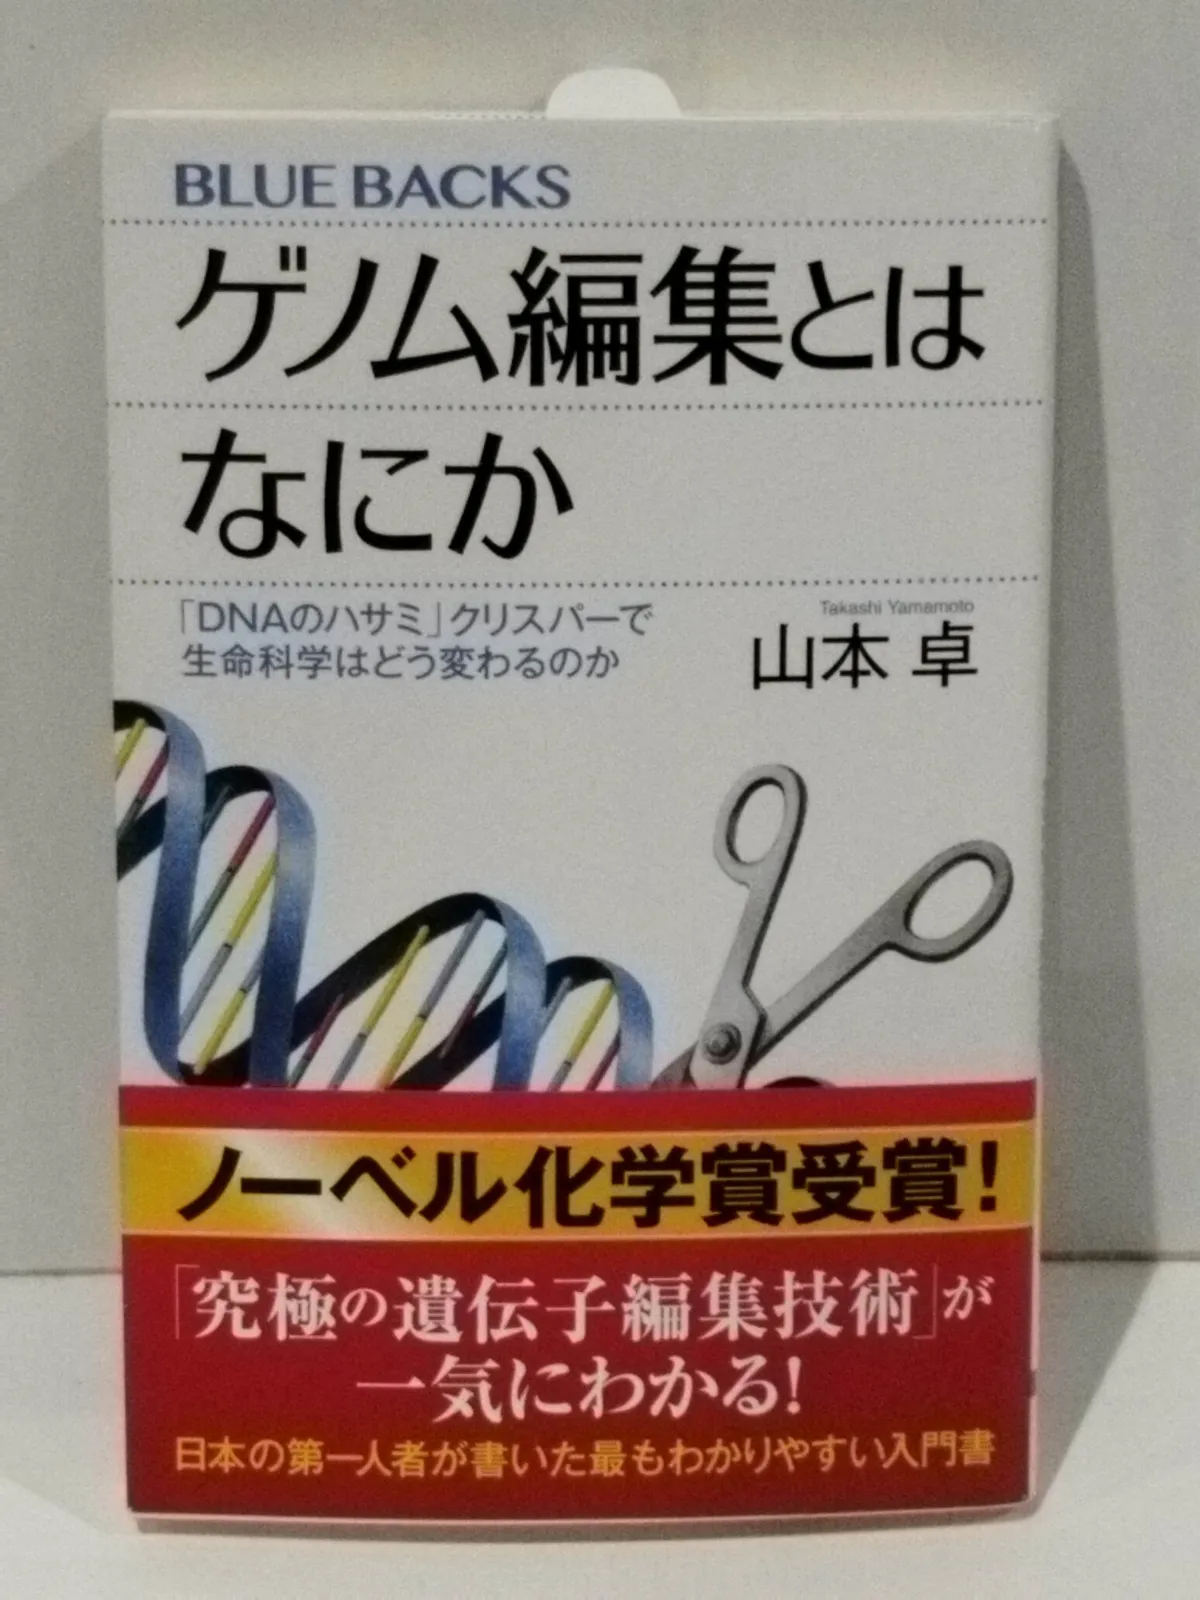 BLUE BACKS
ゲノム編集とは
なにか
「DNAのハサミ」クリスパーで
生命科学はどう変わるのか
Takashi Yamamoto
山本 卓
ノーベル化学賞受賞!
「究極の遺伝子編集技術」が
一気にわかる!
日本の第一人者が書いた最もわかりやすい入門書